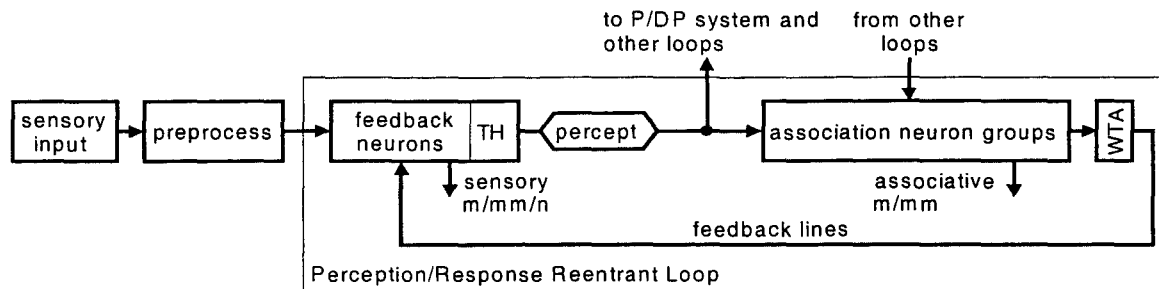 to P/DP system and
other loops
from other
loops
sensory
input
preprocess
feedback
neurons
TH
percept
association neuron groups
WTA
sensory
m/mm/n
associative
m/mm
feedback lines
Perception/Response Reentrant Loop